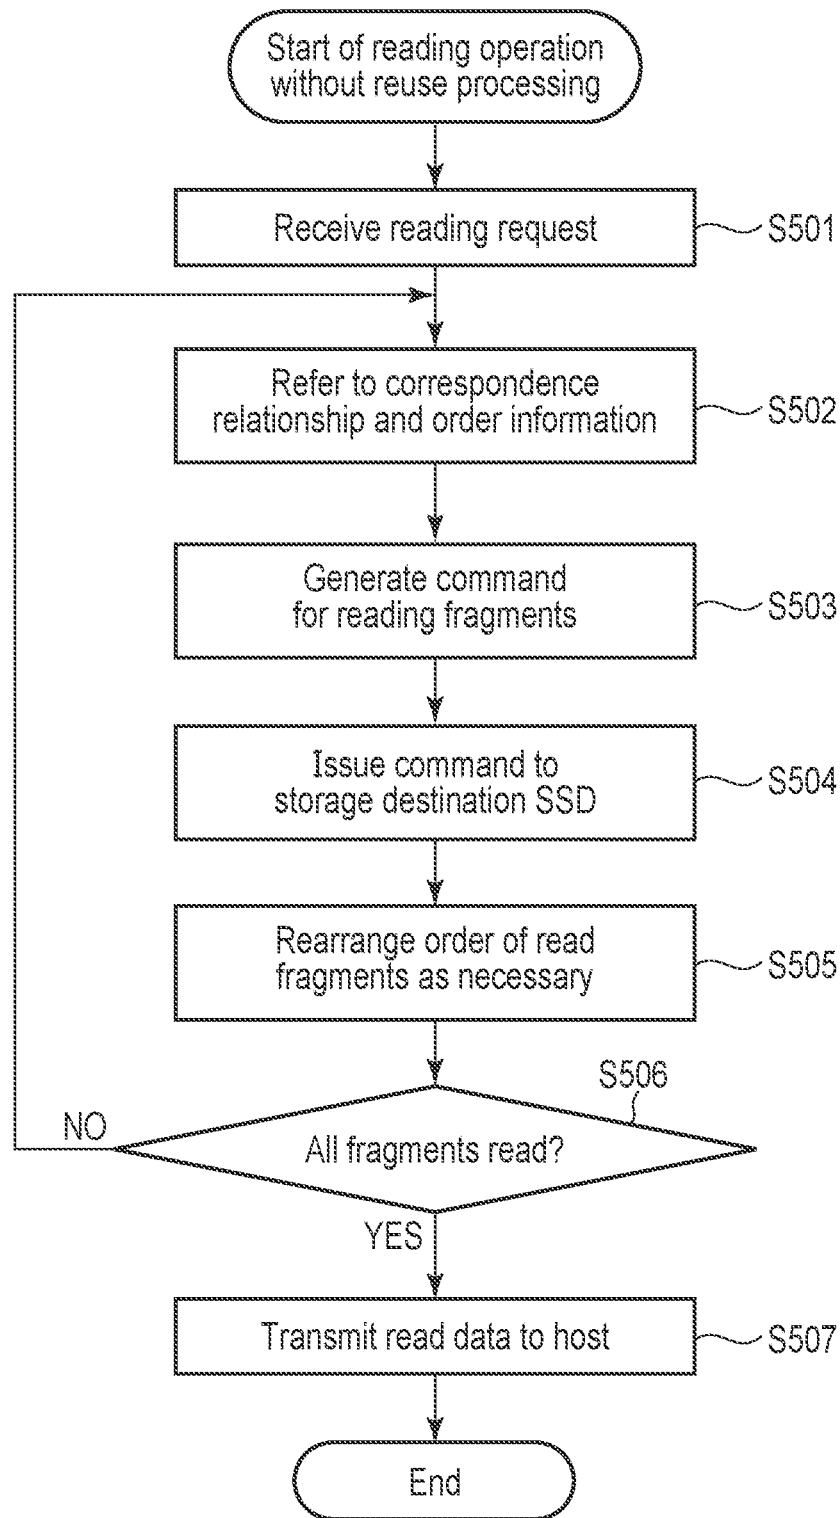 Start of reading operation
without reuse processing
Receive reading request
S501
Refer to correspondence
relationship and order information
S502
Generate command
for reading fragments
S503
Issue command to
storage destination SSD
S504
Rearrange order of read
fragments as necessary
S505
S506
NO
All fragments read?
YES
Transmit read data to host
S507
End